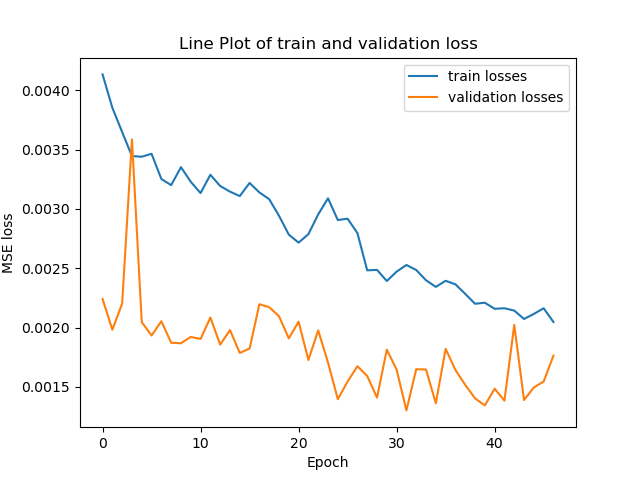 Line Plot of train and validation loss
train losses
validation losses
MSE loss
0.0040
0.0035
0.0030
0.0025
0.0020
0.0015
0 10 20 30 40
Epoch